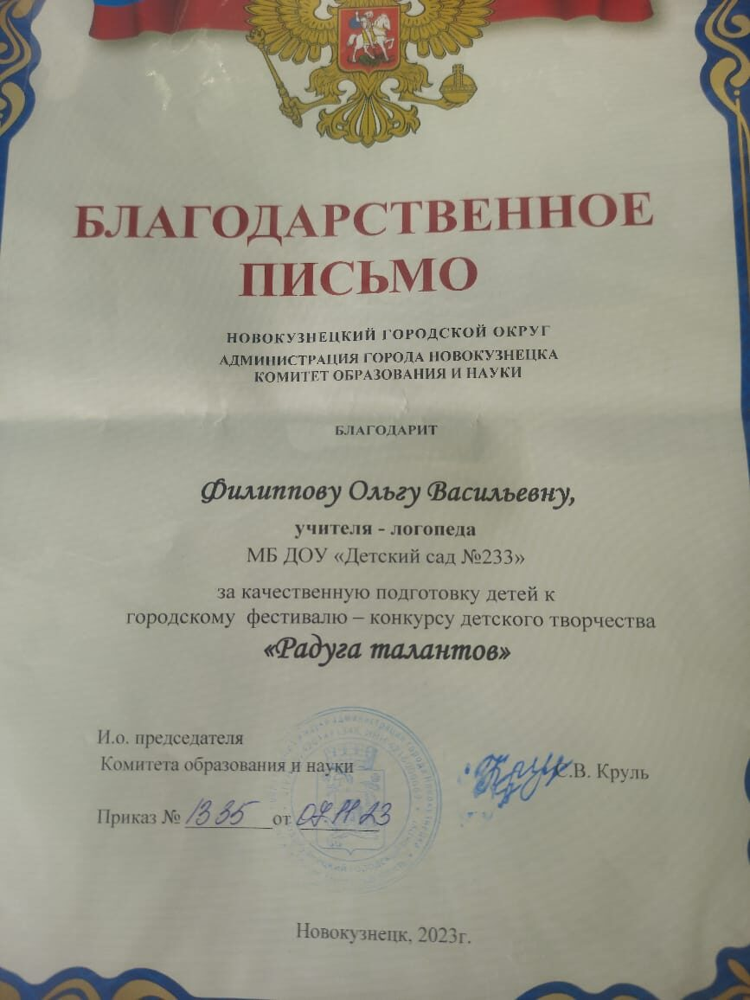 БЛАГОДАРСТВЕННОЕ
ПИСЬМО
НОВОКУЗНЕЦКИЙ ГОРОДСКОЙ ОКРУГ
АДМИНИСТРАЦИЯ ГОРОДА НОВОКУЗНЕЦКА
КОМИТЕТ ОБРАЗОВАНИЯ И НАУКИ
БЛАГОДАРИТ
Филиппову Ольгу Васильевну,
учителя - логопеда
МБ ДОУ «Детский сад №233»
за качественную подготовку детей к
городскому фестивалю – конкурсу детского творчества
«Радуга талантов»
И.о. председателя
Комитета образования и науки
С.В. Круль
Приказ № 1335 от 09.11.23
Новокузнецк, 2023г.